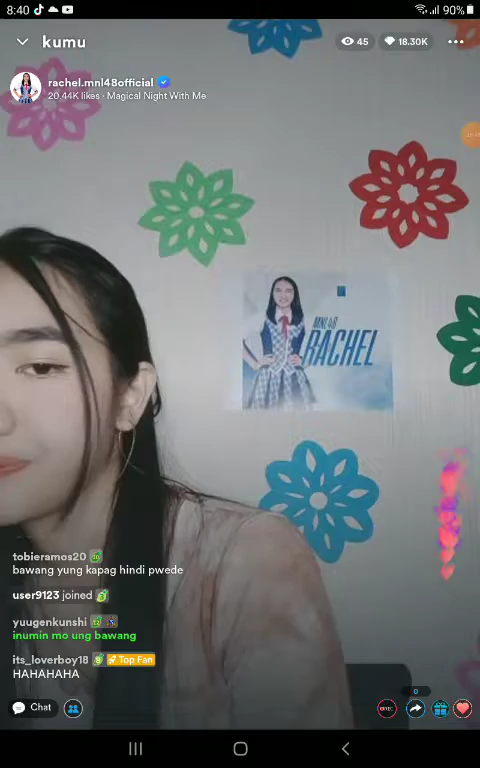 8:40
90%
kumu
45
18.30K
rachel.mnl48official
20.44K likes · Magical Night With Me
MNL48
RACHEL
tobieramos20
bawang yung kapag hindi pwede
user9123 joined
yuugenkunshi
inumin mo ung bawang
its_loverboy18 Top Fan
HAHAHAHA
0
Chat
REC